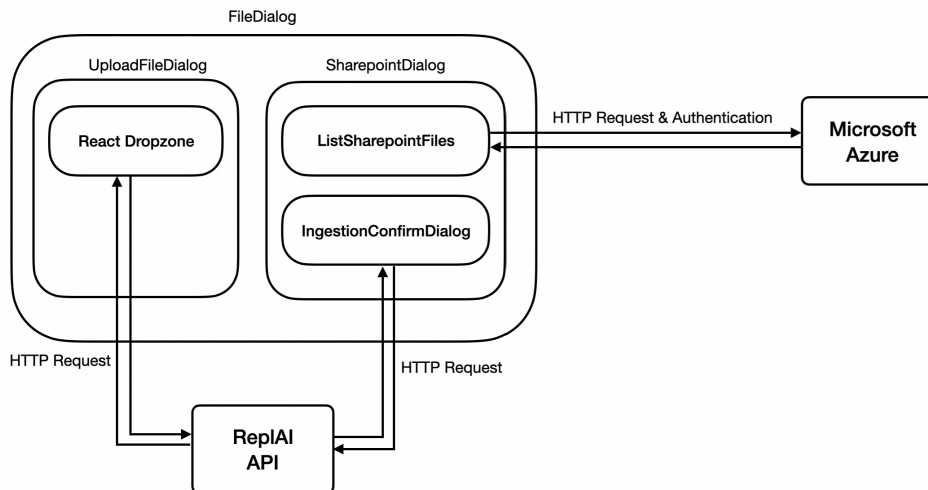 FileDialog
UploadFileDialog
SharepointDialog
React Dropzone
ListSharepointFiles
HTTP Request & Authentication
Microsoft
Azure
IngestionConfirmDialog
HTTP Request
HTTP Request
ReplAI
API